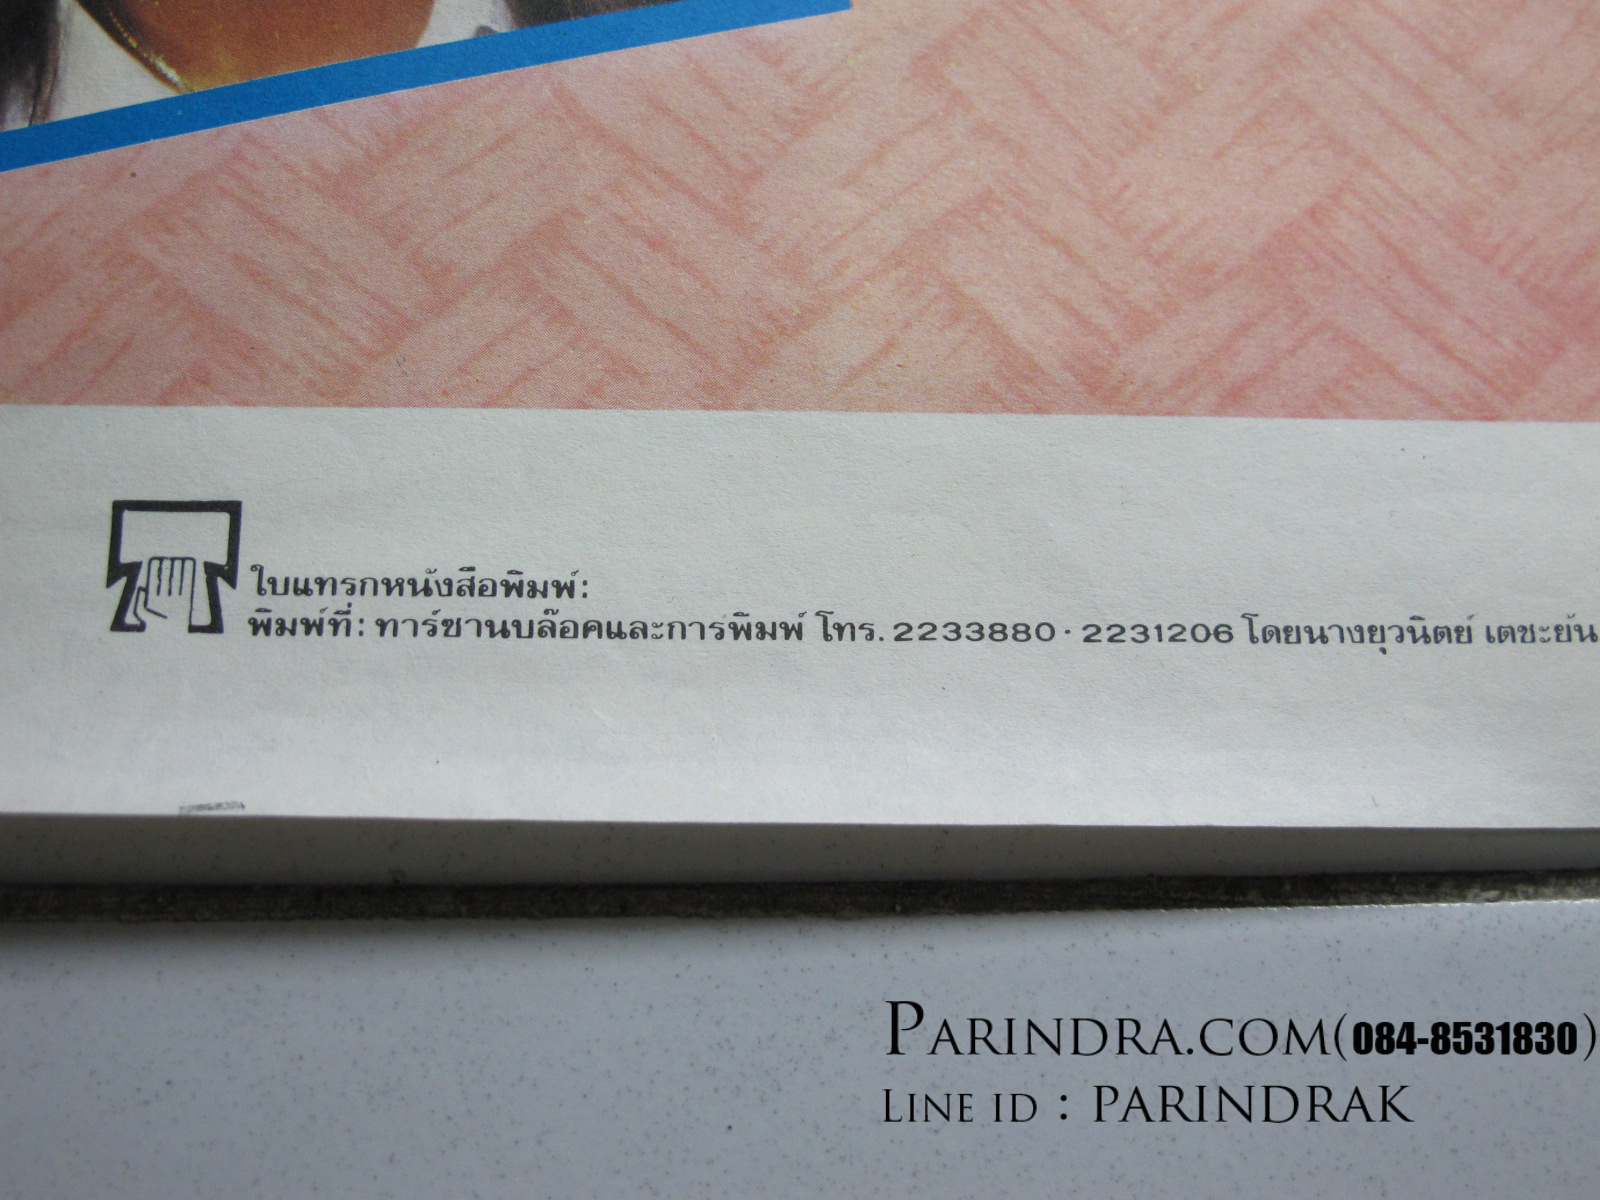 ใบแทรกหนังสือพิมพ์:
พิมพ์ที่: ทาร์ซานบล๊อคและการพิมพ์ โทร. 2233880 · 2231206 โดยนางยุวนิตย์ เตชะยัน
PARINDRA.COM(084-8531830)
LINE ID : PARINDRAK